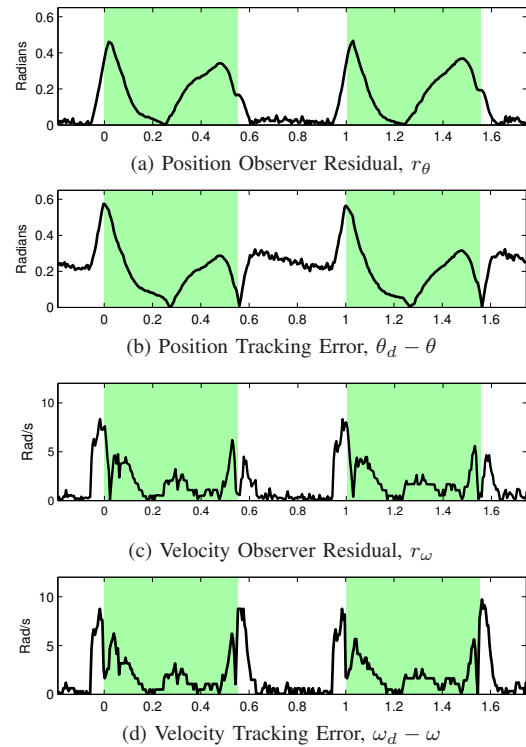 0.6
0.4
0.2
0
Radians
0 0.2 0.4 0.6 0.8 1 1.2 1.4 1.6
(a) Position Observer Residual, r_θ
0.6
0.4
0.2
0
Radians
0 0.2 0.4 0.6 0.8 1 1.2 1.4 1.6
(b) Position Tracking Error, θ_d − θ
10
5
0
Rad/s
0 0.2 0.4 0.6 0.8 1 1.2 1.4 1.6
(c) Velocity Observer Residual, r_ω
10
5
0
Rad/s
0 0.2 0.4 0.6 0.8 1 1.2 1.4 1.6
(d) Velocity Tracking Error, ω_d − ω